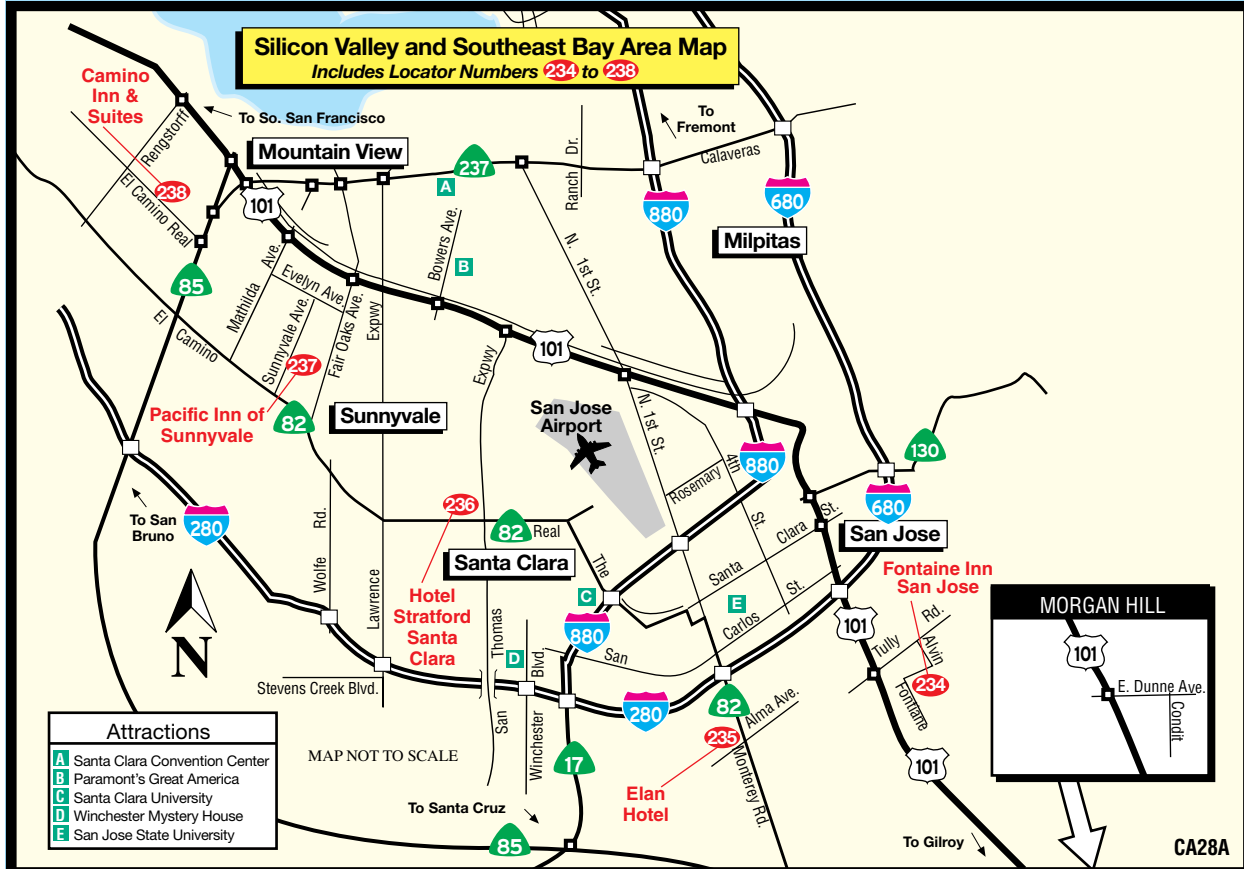 Silicon Valley and Southeast Bay Area Map
Includes Locator Numbers 234 to 238
Camino
Inn &
Suites
To So. San Francisco
Rengstorff
Mountain View
237
A
238
El Camino Real
101
Ranch Dr.
To
Fremont
Calaveras
880
680
Milpitas
85
Mathilda Ave.
Evelyn Ave.
Sunnyvale Ave.
Fair Oaks Ave.
Expwy
Bowers Ave.
B
N. 1st St.
El Camino
237
Pacific Inn of
Sunnyvale
82
Sunnyvale
Expwy
101
San Jose
Airport
N. 1st St.
Rosemary
4th St.
880
130
680
To San
Bruno
280
Wolfe Rd.
Lawrence
236
82
Real
Santa Clara
The
Santa Clara St.
San Jose
Hotel
Stratford
Santa
Clara
C
880
E
San Carlos St.
Fontaine Inn
San Jose
N
Thomas
D
Blvd.
101
Tully Rd.
Alvin
234
Fontiane
Stevens Creek Blvd.
San
Winchester
280
82
Alma Ave.
235
Monterey Rd.
Elan
Hotel
17
101
MORGAN HILL
101
E. Dunne Ave.
Condit
Attractions
A Santa Clara Convention Center
B Paramont's Great America
C Santa Clara University
D Winchester Mystery House
E San Jose State University
MAP NOT TO SCALE
To Santa Cruz
85
To Gilroy
CA28A